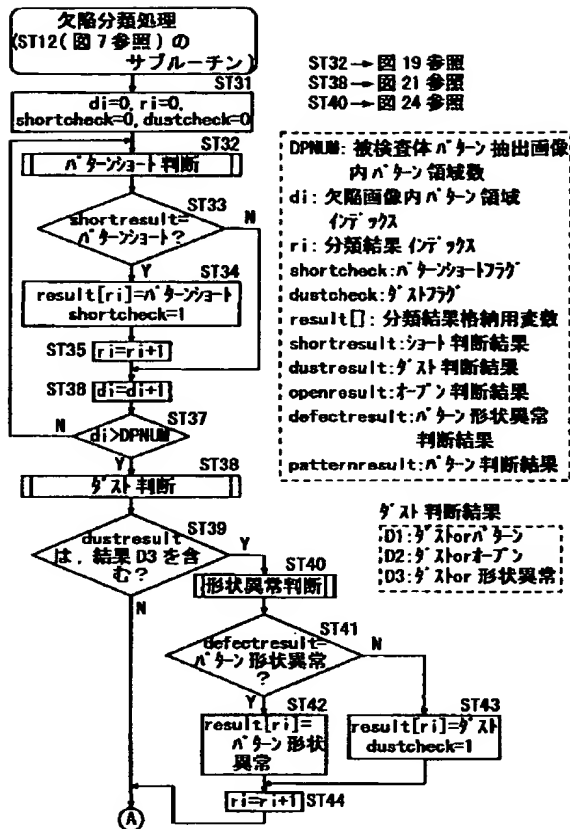 欠陥分類処理
(ST12(図7参照)の
サブルーチン)
ST31
di=0, ri=0,
shortcheck=0, dustcheck=0
ST32
パターンショート判断
ST33
shortresult=
パターンショート?
N
Y
ST34
result[ri]=パターンショート
shortcheck=1
ST35
ri=ri+1
ST38
di=di+1
ST37
N
di>DPNUM
Y
ST38
ダスト判断
ST39
dustresult
は,結果D3を含
む?
Y
N
ST40
形状異常判断
ST41
defectresult=
パターン形状異常
?
N
Y
ST42
result[ri]=
パターン形状
異常
ST43
result[ri]=ダスト
dustcheck=1
ri=ri+1
ST44
A
ST32→図19参照
ST38→図21参照
ST40→図24参照
DPNUM:被検査体パターン抽出画像
内パターン領域数
di:欠陥画像内パターン領域
インデックス
ri:分類結果インデックス
shortcheck:パターンショートフラグ
dustcheck:ダストフラグ
result[]:分類結果格納用変数
shortresult:ショート判断結果
dustresult:ダスト判断結果
openresult:オープン判断結果
defectresult:パターン形状異常
判断結果
patternresult:パターン判断結果
ダスト判断結果
D1:ダストorパターン
D2:ダストorオープン
D3:ダストor形状異常